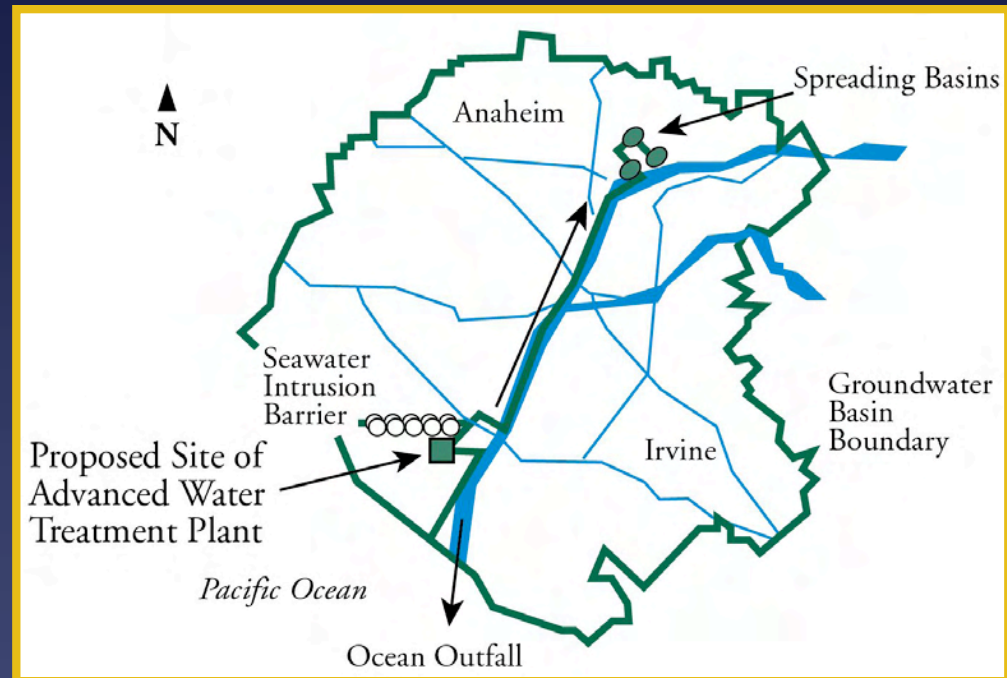 Spreading Basins
Anaheim
N
Seawater
Intrusion
Barrier
Groundwater
Basin
Boundary
Irvine
Proposed Site of
Advanced Water
Treatment Plant
Pacific Ocean
Ocean Outfall